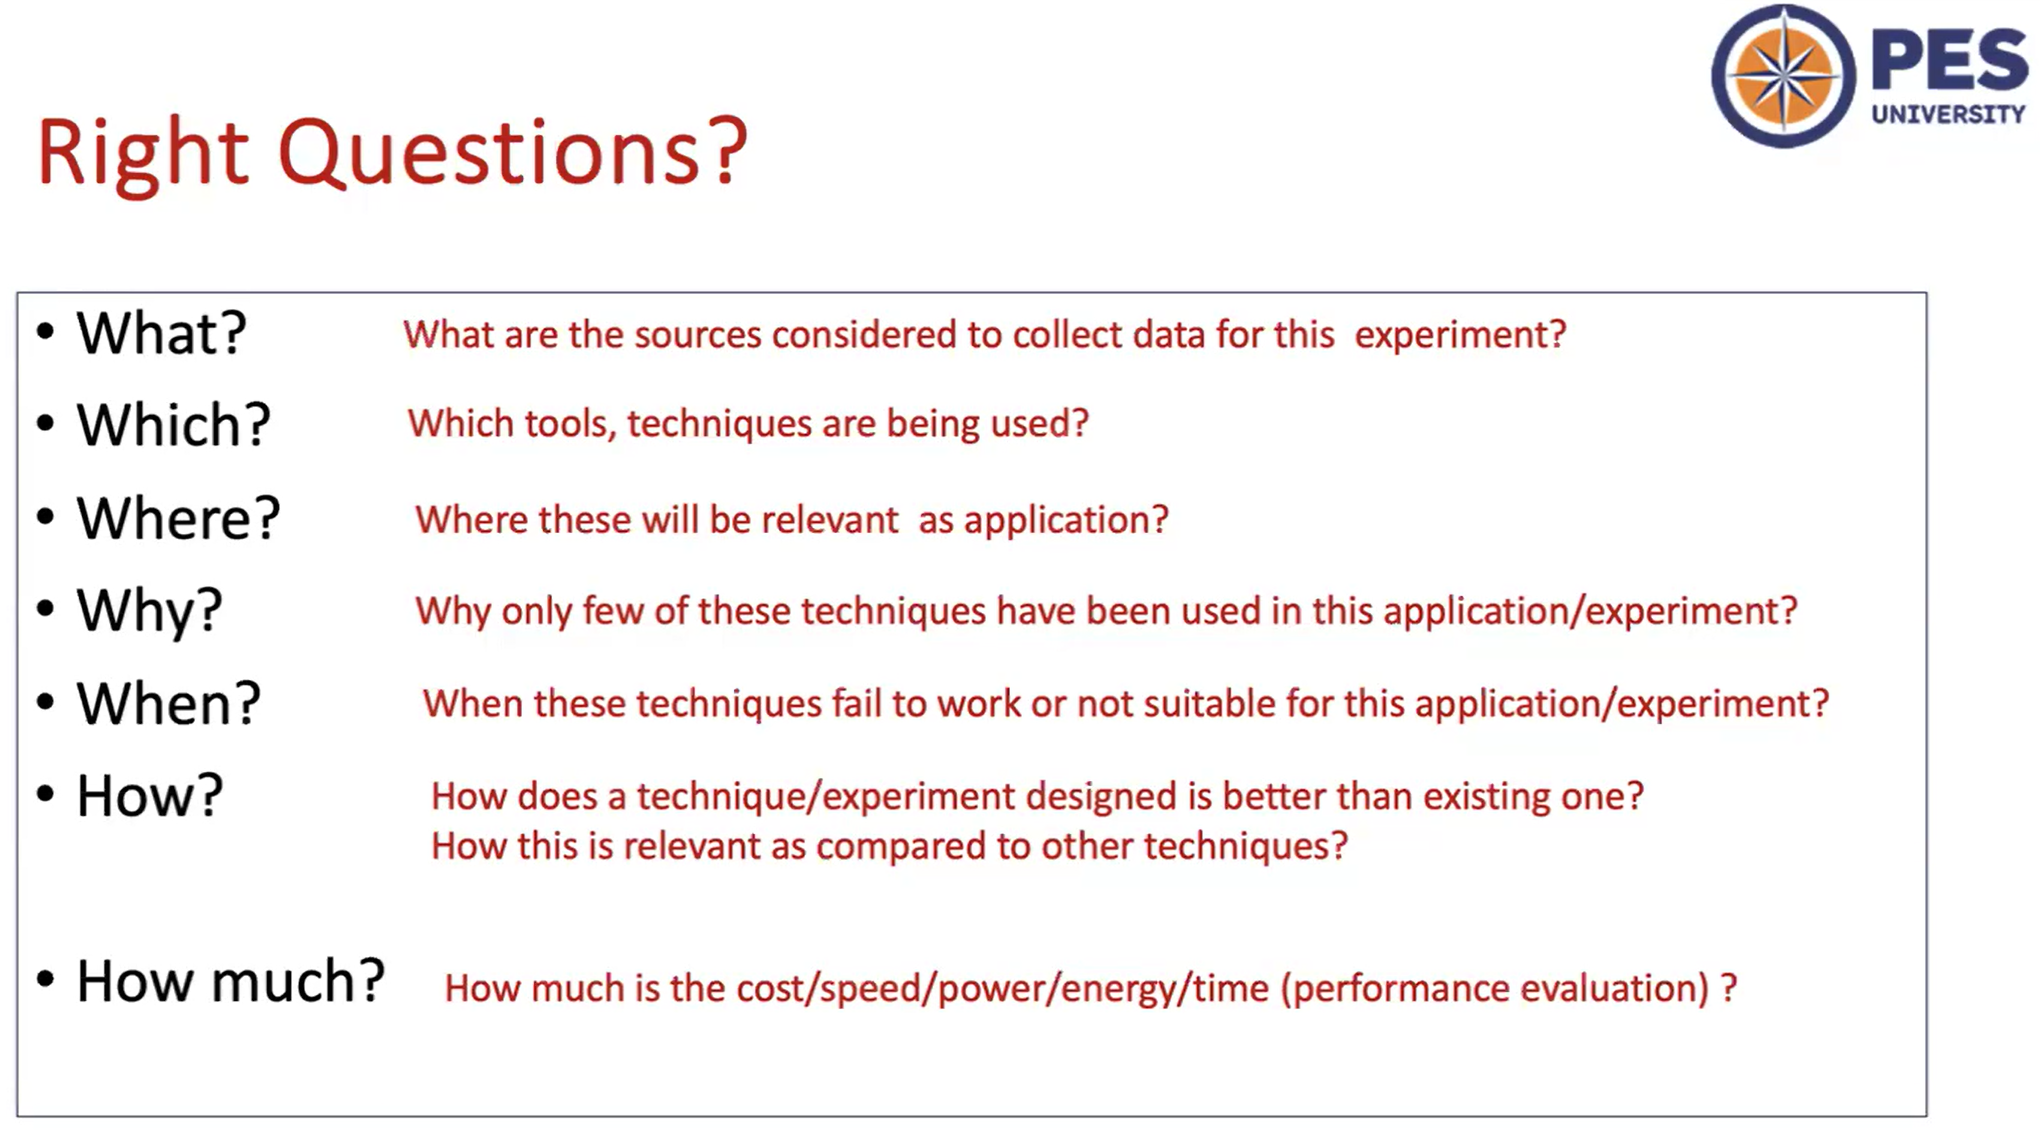 PES
UNIVERSITY
Right Questions?
• What? What are the sources considered to collect data for this experiment?
• Which? Which tools, techniques are being used?
• Where? Where these will be relevant as application?
• Why? Why only few of these techniques have been used in this application/experiment?
• When? When these techniques fail to work or not suitable for this application/experiment?
• How? How does a technique/experiment designed is better than existing one?
How this is relevant as compared to other techniques?
• How much? How much is the cost/speed/power/energy/time (performance evaluation) ?